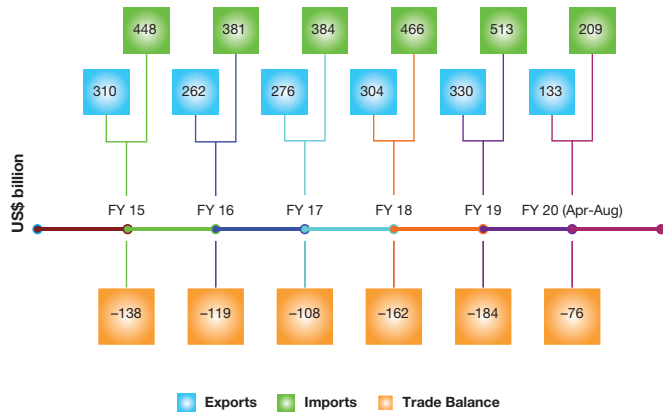 448 381 384 466 513 209
310 262 276 304 330 133
US$ billion
FY 15 FY 16 FY 17 FY 18 FY 19 FY 20 (Apr-Aug)
–138 –119 –108 –162 –184 –76
Exports Imports Trade Balance